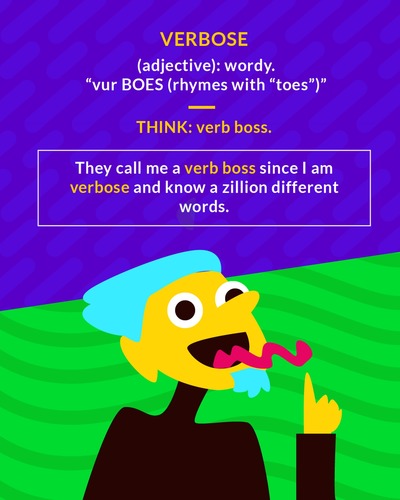 VERBOSE
(adjective): wordy.
“vur BOES (rhymes with “toes”)”
THINK: verb boss.
They call me a verb boss since I am
verbose and know a zillion different
words.